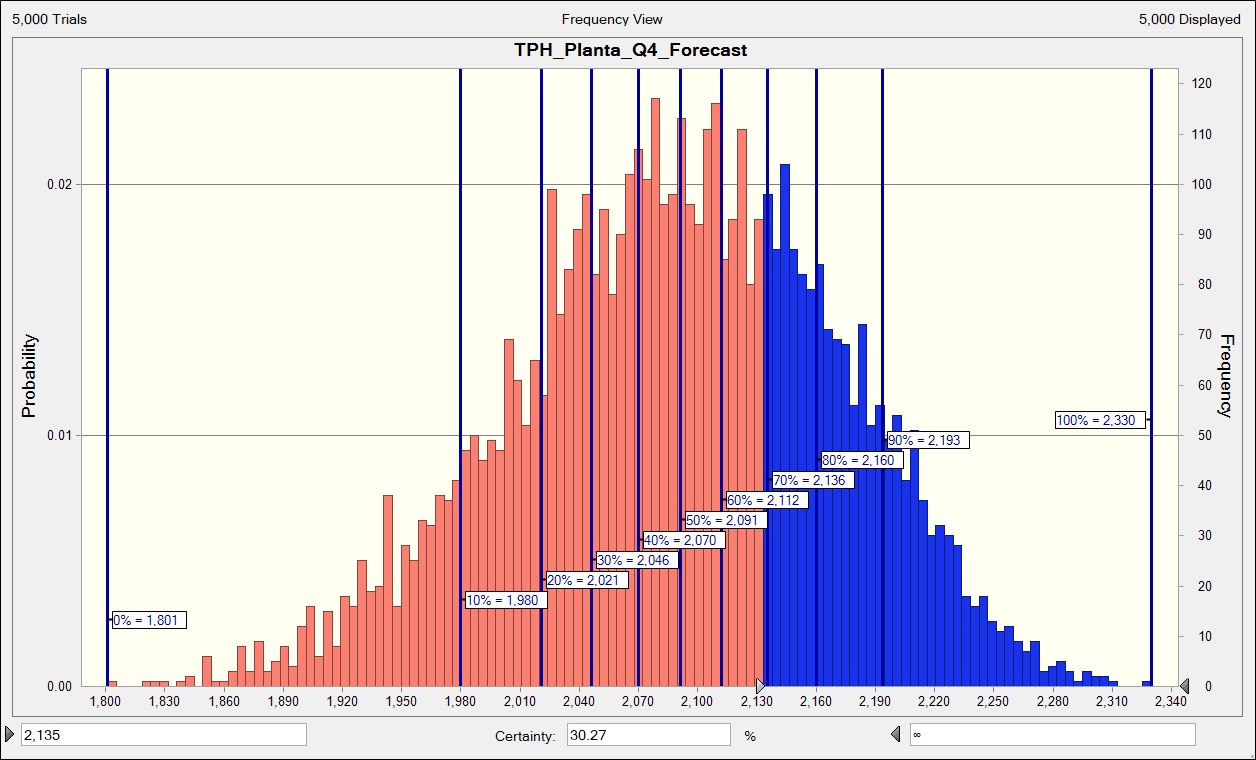 5,000 Trials
Frequency View
5,000 Displayed
TPH_Planta_Q4_Forecast
Probability
0.02
0.01
0.00
Frequency
120
110
100
90
80
70
60
50
40
30
20
10
0
100% = 2,330
90% = 2,193
80% = 2,160
70% = 2,136
60% = 2,112
50% = 2,091
40% = 2,070
30% = 2,046
20% = 2,021
10% = 1,980
0% = 1,801
1,800 1,830 1,860 1,890 1,920 1,950 1,980 2,010 2,040 2,070 2,100 2,130 2,160 2,190 2,220 2,250 2,280 2,310 2,340
2,135
Certainty: 30.27 %
∞